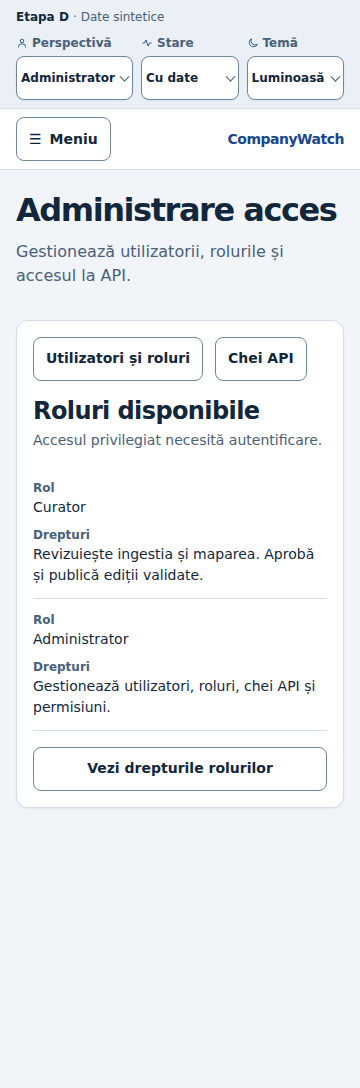 Etapa D · Date sintetice
Perspectivă
Stare
Temă
Administrator
Cu date
Luminoasă
☰ Meniu
CompanyWatch
Administrare acces
Gestionează utilizatorii, rolurile și
accesul la API.
Utilizatori și roluri
Chei API
Roluri disponibile
Accesul privilegiat necesită autentificare.
Rol
Curator
Drepturi
Revizuiește ingestia și maparea. Aprobă
și publică ediții validate.
Rol
Administrator
Drepturi
Gestionează utilizatori, roluri, chei API și
permisiuni.
Vezi drepturile rolurilor